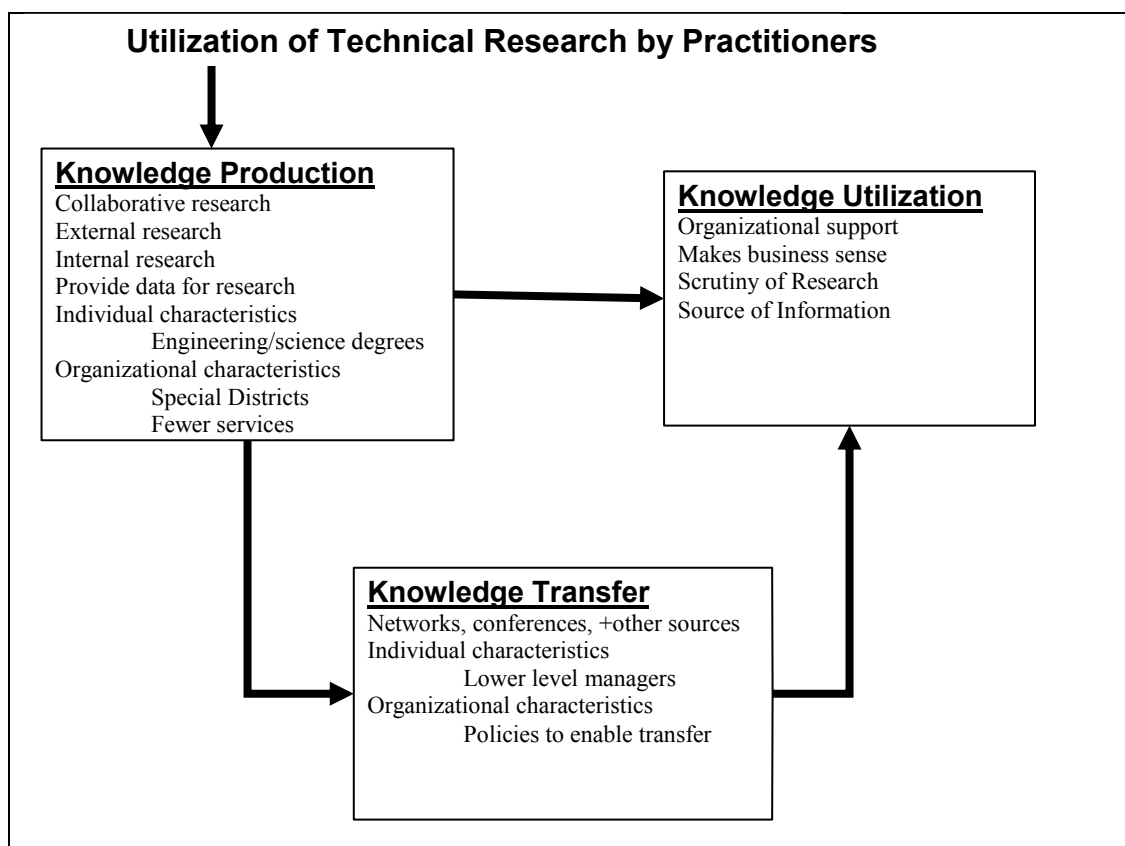 Utilization of Technical Research by Practitioners
Knowledge Production
Collaborative research
External research
Internal research
Provide data for research
Individual characteristics
Engineering/science degrees
Organizational characteristics
Special Districts
Fewer services
Knowledge Utilization
Organizational support
Makes business sense
Scrutiny of Research
Source of Information
Knowledge Transfer
Networks, conferences, +other sources
Individual characteristics
Lower level managers
Organizational characteristics
Policies to enable transfer